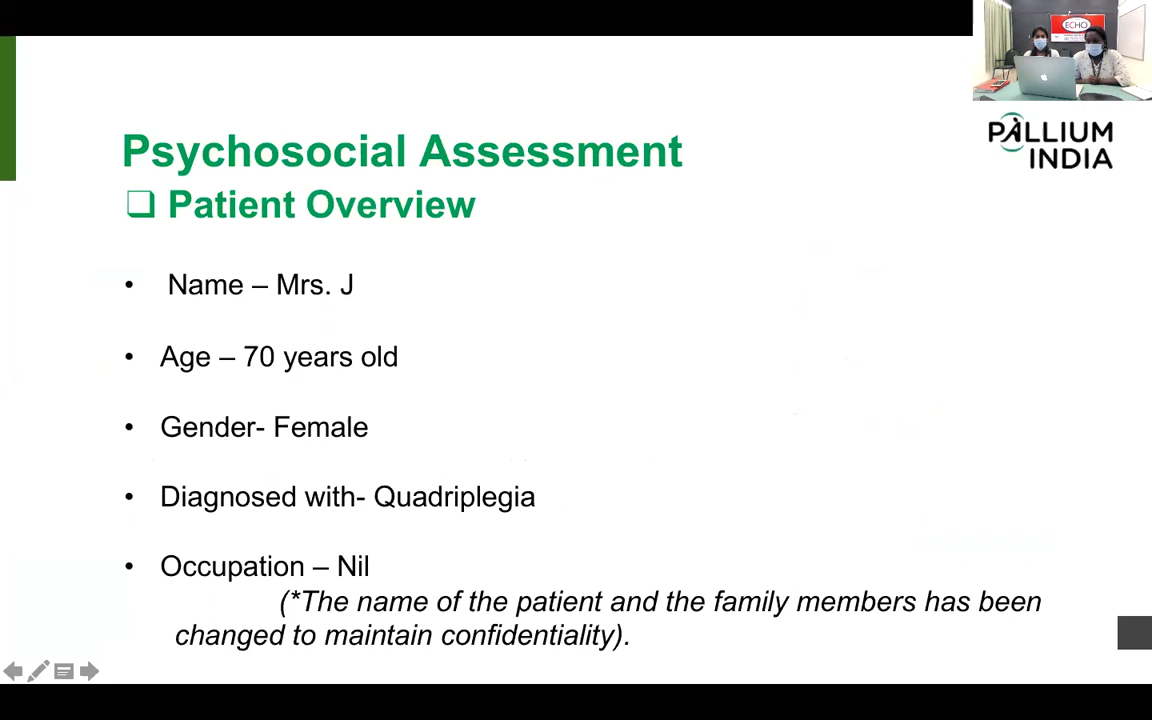 ECHO
PALLIUM
INDIA
Psychosocial Assessment
❑ Patient Overview
• Name – Mrs. J
• Age – 70 years old
• Gender- Female
• Diagnosed with- Quadriplegia
• Occupation – Nil
(*The name of the patient and the family members has been
changed to maintain confidentiality).